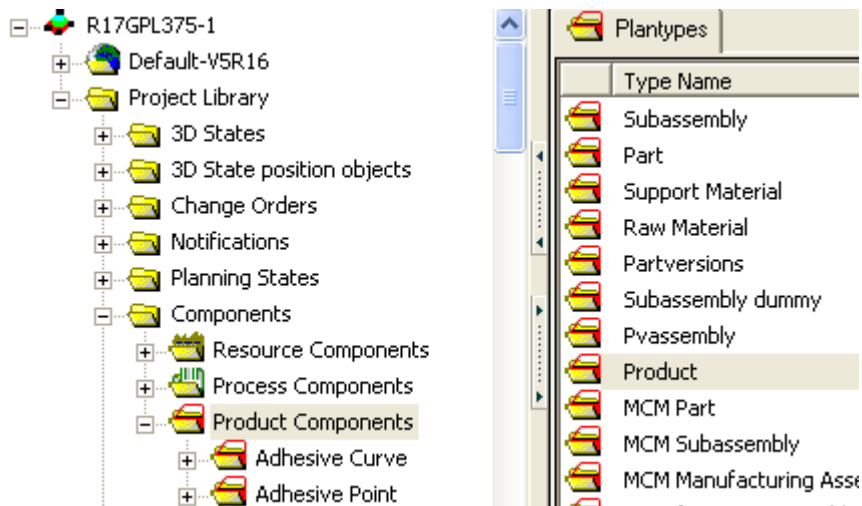 R17GPL375-1
Default-V5R16
Project Library
3D States
3D State position objects
Change Orders
Notifications
Planning States
Components
Resource Components
Process Components
Product Components
Adhesive Curve
Adhesive Point
Plantypes
Type Name
Subassembly
Part
Support Material
Raw Material
Partversions
Subassembly dummy
Pvassembly
Product
MCM Part
MCM Subassembly
MCM Manufacturing Asse